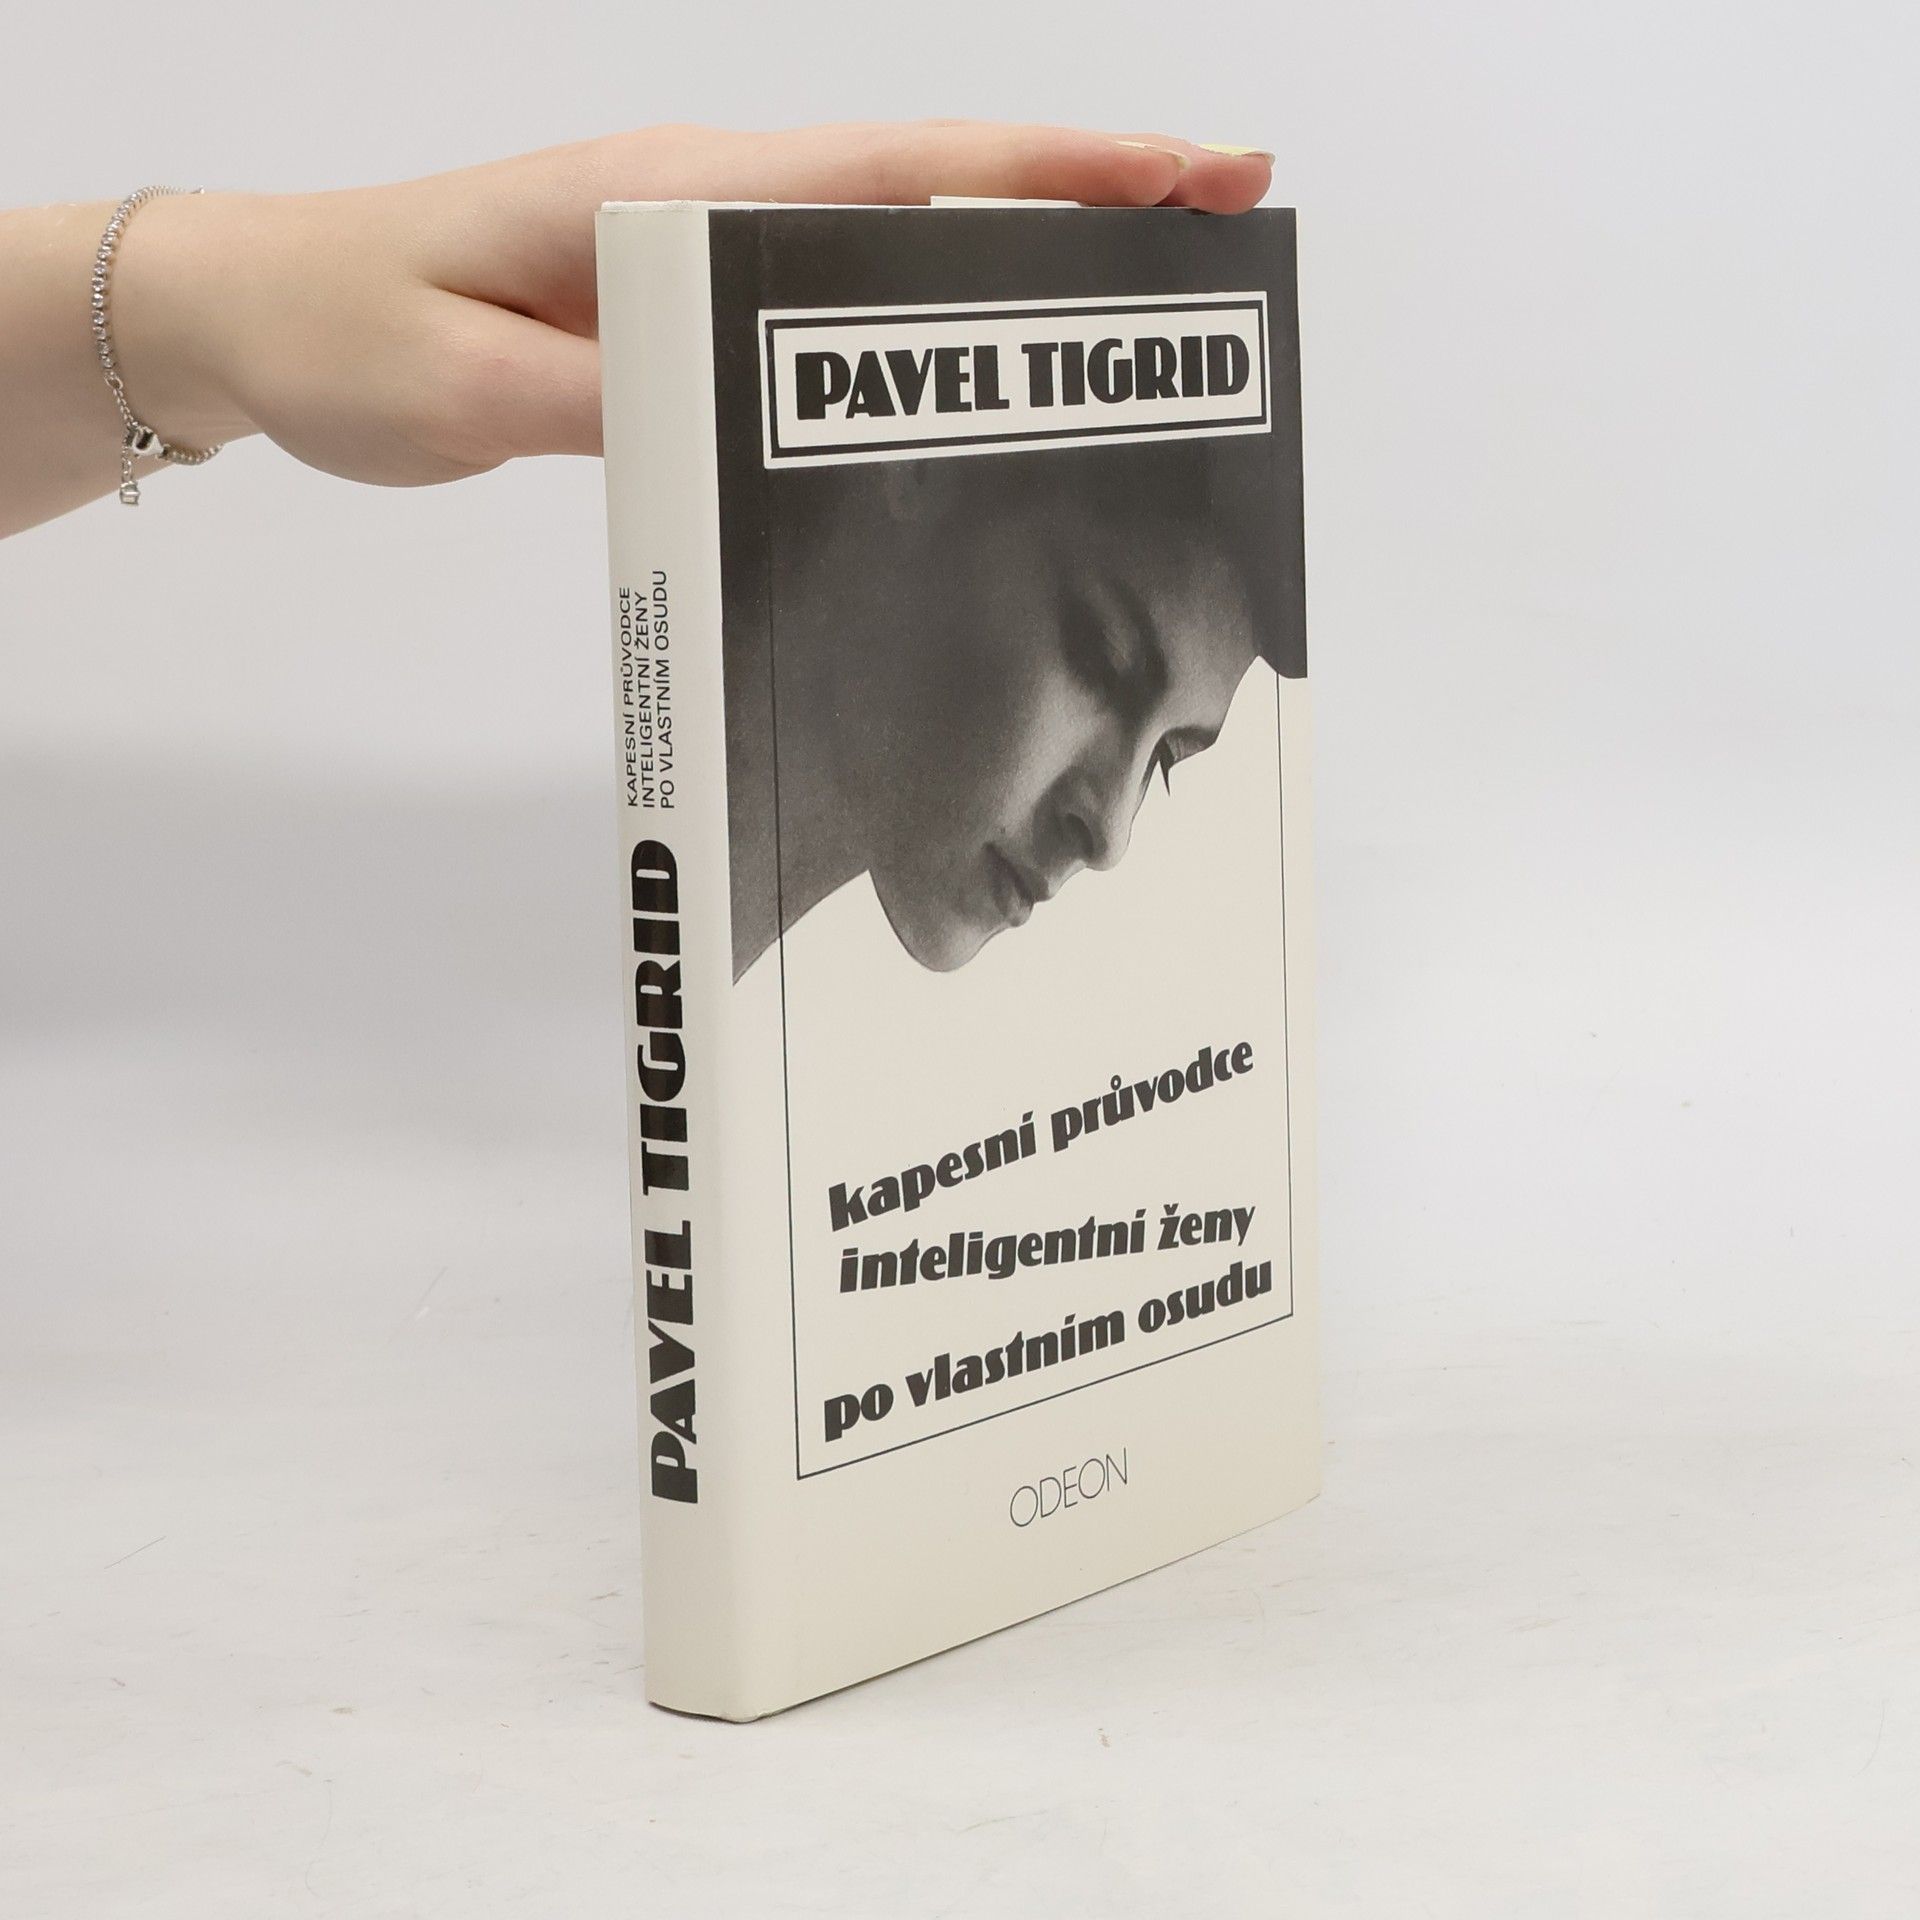 PAVEL TIGRID
kapesní průvodce
inteligentní ženy
po vlastním osudu
ODEON
PAVEL TIGRID
KAPESNÍ PRŮVODCE
INTELIGENTNÍ ŽENY
PO VLASTNÍM OSUDU